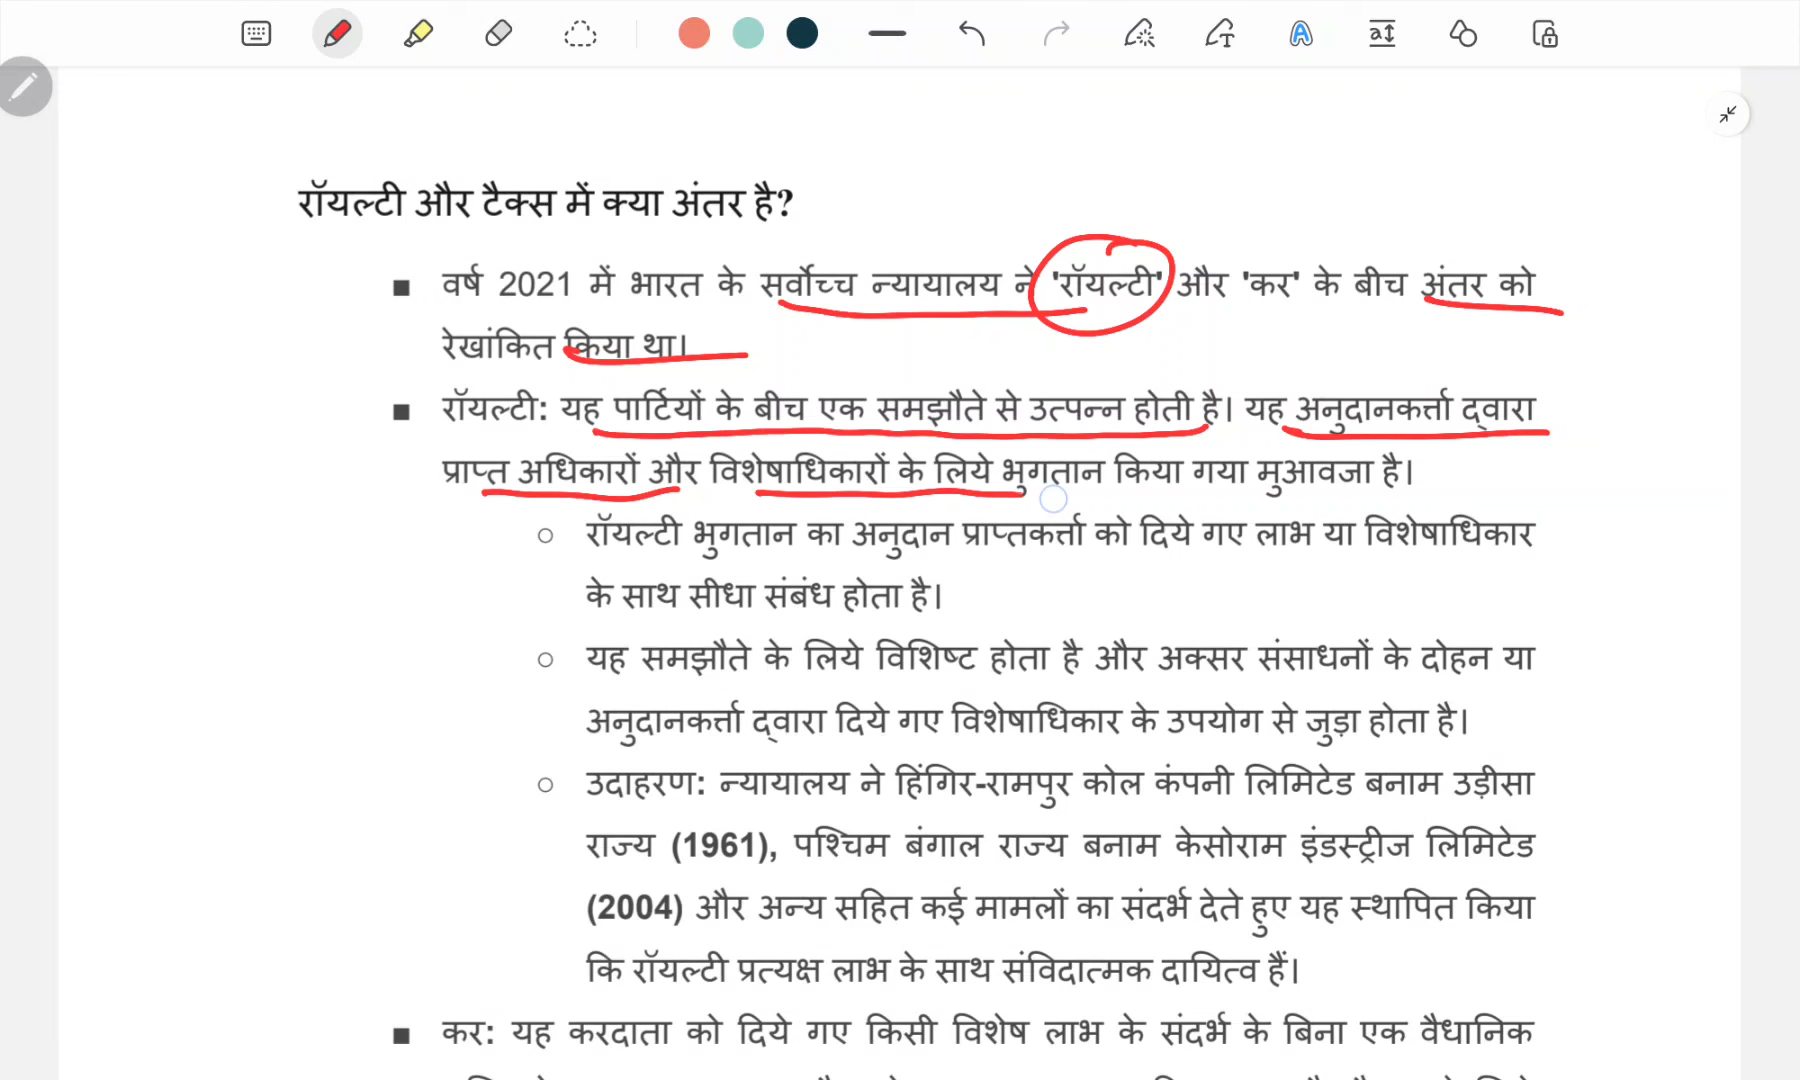 रॉयल्टी और टैक्स में क्या अंतर है?
■ वर्ष 2021 में भारत के सर्वोच्च न्यायालय ने 'रॉयल्टी' और 'कर' के बीच अंतर को
रेखांकित किया था।
■ रॉयल्टी: यह पार्टियों के बीच एक समझौते से उत्पन्न होती है। यह अनुदानकर्त्ता द्वारा
प्राप्त अधिकारों और विशेषाधिकारों के लिये भुगतान किया गया मुआवजा है।
○ रॉयल्टी भुगतान का अनुदान प्राप्तकर्त्ता को दिये गए लाभ या विशेषाधिकार
के साथ सीधा संबंध होता है।
○ यह समझौते के लिये विशिष्ट होता है और अक्सर संसाधनों के दोहन या
अनुदानकर्त्ता द्वारा दिये गए विशेषाधिकार के उपयोग से जुड़ा होता है।
○ उदाहरण: न्यायालय ने हिंगिर-रामपुर कोल कंपनी लिमिटेड बनाम उड़ीसा
राज्य (1961), पश्चिम बंगाल राज्य बनाम केसोराम इंडस्ट्रीज लिमिटेड
(2004) और अन्य सहित कई मामलों का संदर्भ देते हुए यह स्थापित किया
कि रॉयल्टी प्रत्यक्ष लाभ के साथ संविदात्मक दायित्व हैं।
■ कर: यह करदाता को दिये गए किसी विशेष लाभ के संदर्भ के बिना एक वैधानिक